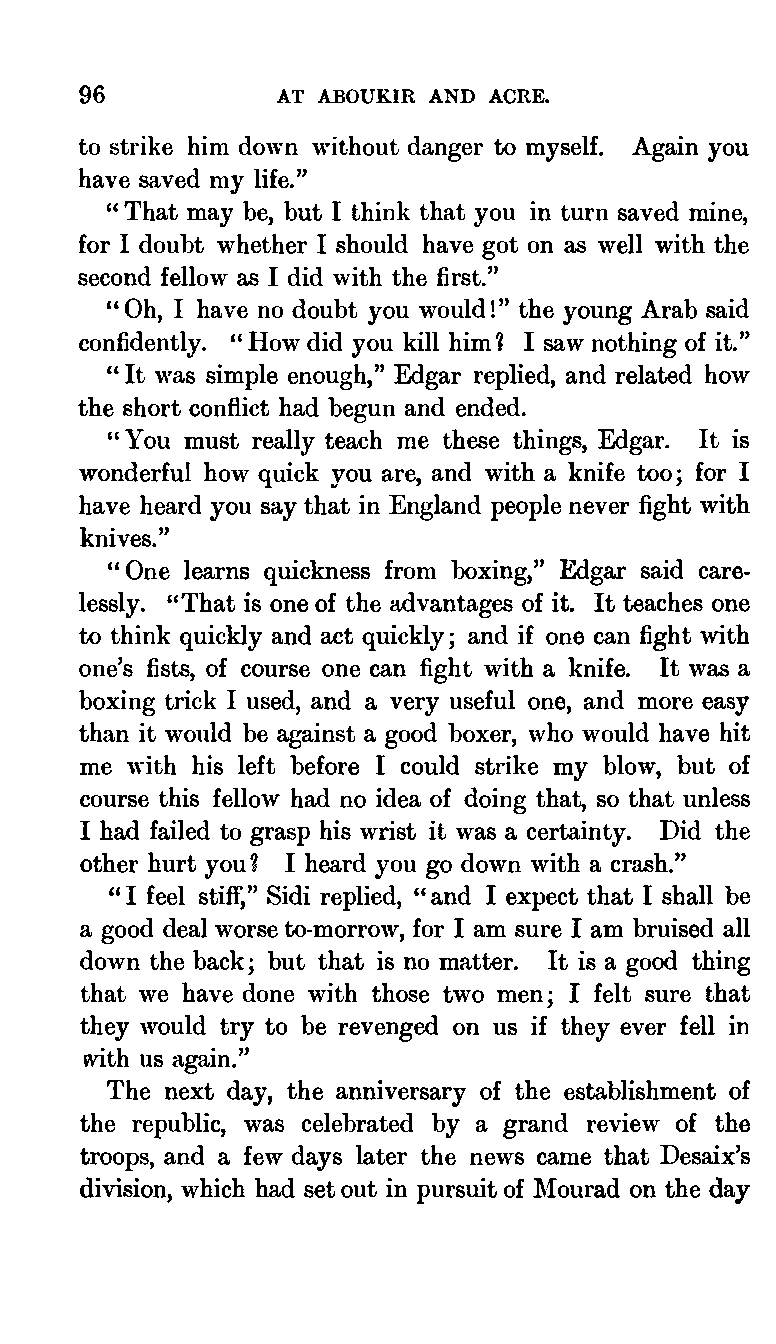 96 AT ABOUKIR AND ACRE.
to strike him down without danger to myself. Again you
have saved my life.”
“That may be, but I think that you in turn saved mine,
for I doubt whether I should have got on as well with the
second fellow as I did with the first.”
“Oh, I have no doubt you would!” the young Arab said
confidently. “How did you kill him? I saw nothing of it.”
“It was simple enough,” Edgar replied, and related how
the short conflict had begun and ended.
“You must really teach me these things, Edgar. It is
wonderful how quick you are, and with a knife too; for I
have heard you say that in England people never fight with
knives.”
“One learns quickness from boxing,” Edgar said care-
lessly. “That is one of the advantages of it. It teaches one
to think quickly and act quickly; and if one can fight with
one’s fists, of course one can fight with a knife. It was a
boxing trick I used, and a very useful one, and more easy
than it would be against a good boxer, who would have hit
me with his left before I could strike my blow, but of
course this fellow had no idea of doing that, so that unless
I had failed to grasp his wrist it was a certainty. Did the
other hurt you? I heard you go down with a crash.”
“I feel stiff,” Sidi replied, “and I expect that I shall be
a good deal worse to-morrow, for I am sure I am bruised all
down the back; but that is no matter. It is a good thing
that we have done with those two men; I felt sure that
they would try to be revenged on us if they ever fell in
with us again.”
The next day, the anniversary of the establishment of
the republic, was celebrated by a grand review of the
troops, and a few days later the news came that Desaix’s
division, which had set out in pursuit of Mourad on the day